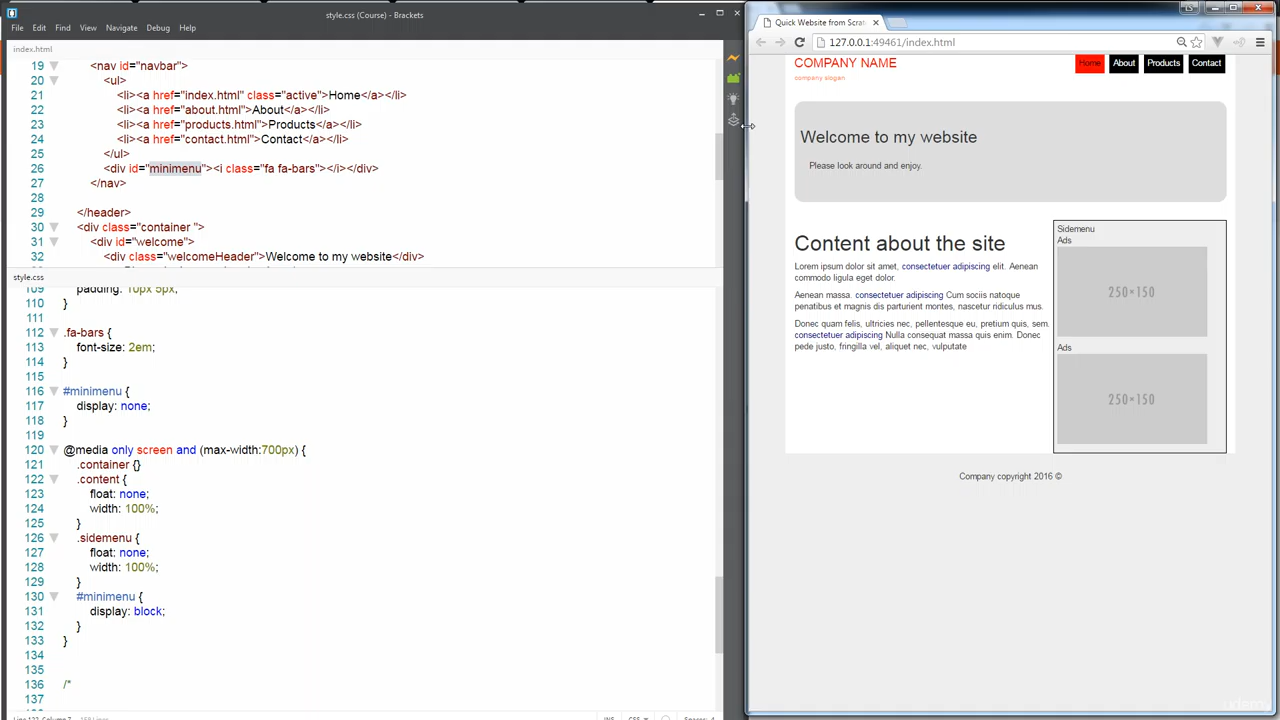 style.css (Course) - Brackets
File Edit Find View Navigate Debug Help
index.html
19 <nav id="navbar">
20 <ul>
21 <li><a href="index.html" class="active">Home</a></li>
22 <li><a href="about.html">About</a></li>
23 <li><a href="products.html">Products</a></li>
24 <li><a href="contact.html">Contact</a></li>
25 </ul>
26 <div id="minimenu"><i class="fa fa-bars"></i></div>
27 </nav>
28
29 </header>
30 <div class="container ">
31 <div id="welcome">
32 <div class="welcomeHeader">Welcome to my website</div>
style.css
109 padding: 10px 5px;
110 }
111
112 .fa-bars {
113 font-size: 2em;
114 }
115
116 #minimenu {
117 display: none;
118 }
119
120 @media only screen and (max-width:700px) {
121 .container {}
122 .content {
123 float: none;
124 width: 100%;
125 }
126 .sidemenu {
127 float: none;
128 width: 100%;
129 }
130 #minimenu {
131 display: block;
132 }
133 }
134
135
136 /*
137
INS CSS Spaces: 4
Quick Website from Scrat
127.0.0.1:49461/index.html
COMPANY NAME
company slogan
Home About Products Contact
Welcome to my website
Please look around and enjoy.
Content about the site
Lorem ipsum dolor sit amet, consectetuer adipiscing elit. Aenean
commodo ligula eget dolor.
Aenean massa. consectetuer adipiscing Cum sociis natoque
penatibus et magnis dis parturient montes, nascetur ridiculus mus.
Donec quam felis, ultricies nec, pellentesque eu, pretium quis, sem.
consectetuer adipiscing Nulla consequat massa quis enim. Donec
pede justo, fringilla vel, aliquet nec, vulputate
Sidemenu
Ads
250×150
Ads
250×150
Company copyright 2016 ©
udemy